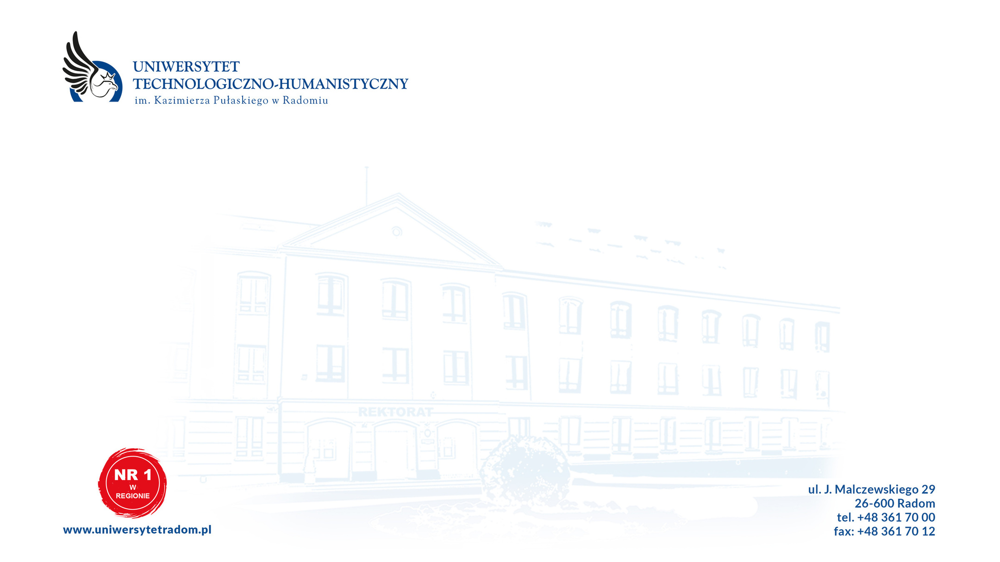 UNIWERSYTET
TECHNOLOGICZNO-HUMANISTYCZNY
im. Kazimierza Pułaskiego w Radomiu
REKTORAT
NR 1
W
REGIONIE
www.uniwersytetradom.pl
ul. J. Malczewskiego 29
26-600 Radom
tel. +48 361 70 00
fax: +48 361 70 12